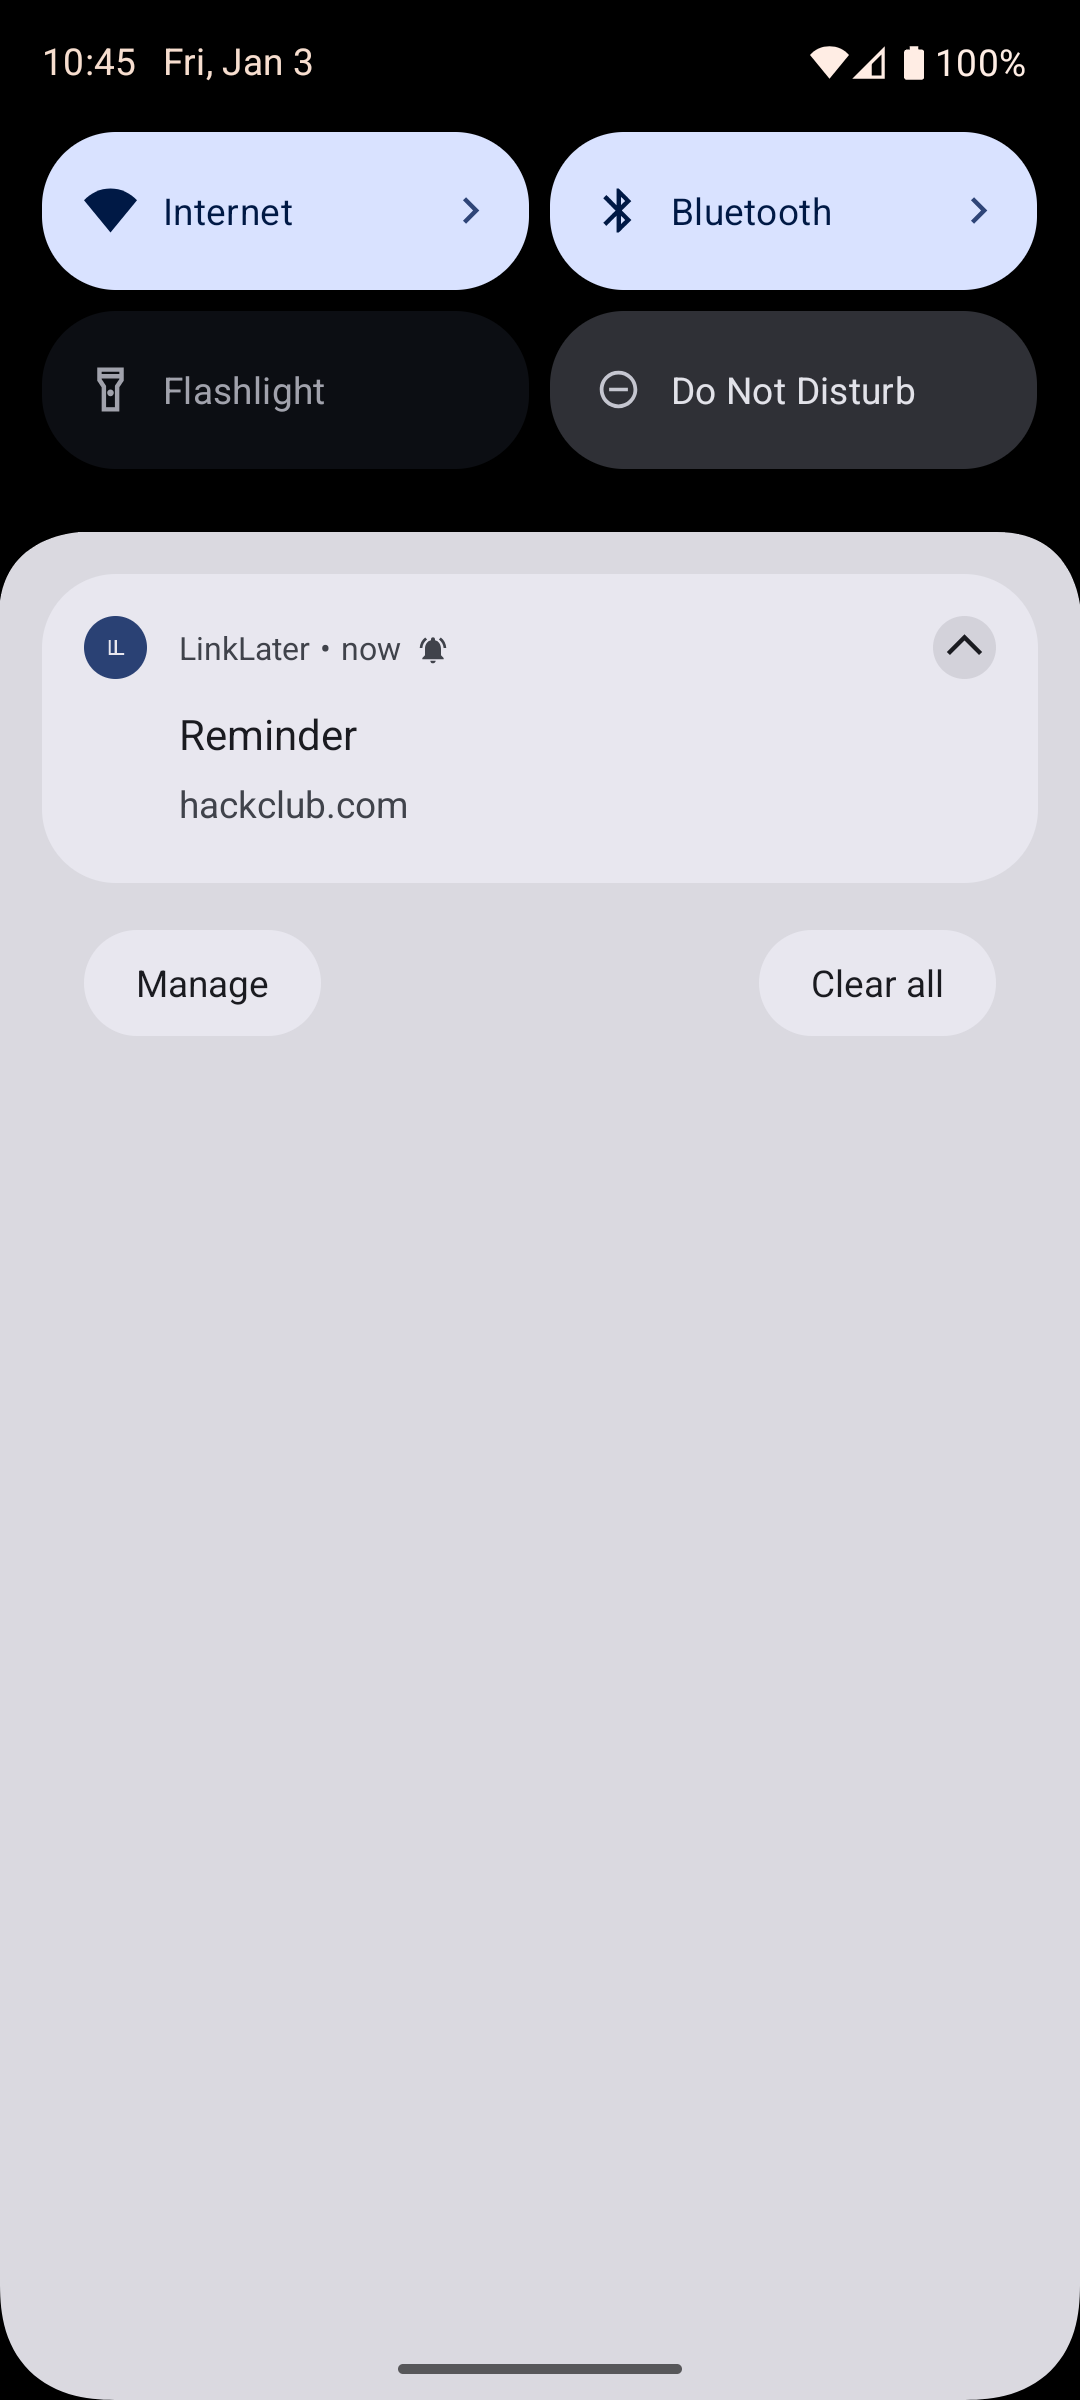 10:45 Fri, Jan 3 100%
Internet Bluetooth
Flashlight Do Not Disturb
LinkLater • now
Reminder
hackclub.com
Manage Clear all